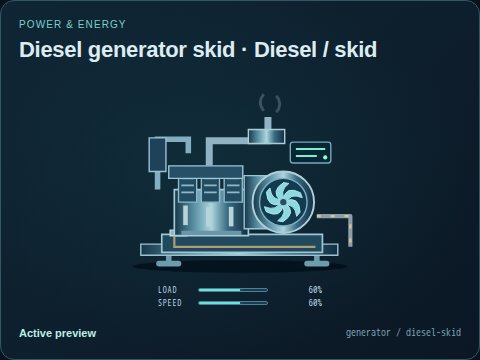 POWER & ENERGY
Diesel generator skid · Diesel / skid
LOAD 60%
SPEED 60%
Active preview
generator / diesel-skid